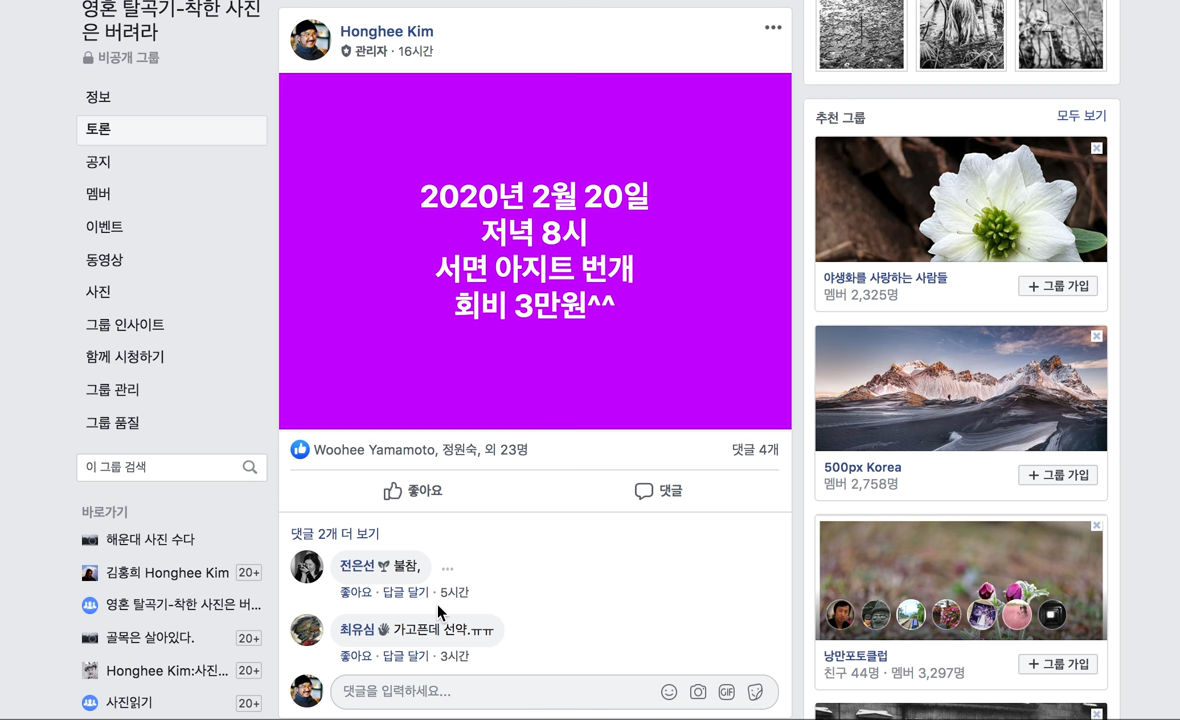 영혼 탈곡기-착한 사진
은 버려라
비공개 그룹
정보
토론
공지
멤버
이벤트
동영상
사진
그룹 인사이트
함께 시청하기
그룹 관리
그룹 품질
이 그룹 검색
바로가기
해운대 사진 수다
김홍희 Honghee Kim 20+
영혼 탈곡기-착한 사진은 버...
골목은 살아있다. 20+
Honghee Kim:사진... 20+
사진읽기 20+
Honghee Kim
관리자 · 16시간
2020년 2월 20일
저녁 8시
서면 아지트 번개
회비 3만원^^
Woohee Yamamoto, 정원숙, 외 23명
댓글 4개
좋아요
댓글
댓글 2개 더 보기
전은선 불참,
좋아요 · 답글 달기 · 5시간
최유심 가고픈데 선약.ㅠㅠ
좋아요 · 답글 달기 · 3시간
댓글을 입력하세요...
GIF
추천 그룹
모두 보기
야생화를 사랑하는 사람들
멤버 2,325명
+ 그룹 가입
500px Korea
멤버 2,758명
+ 그룹 가입
낭만포토클럽
친구 44명 · 멤버 3,297명
+ 그룹 가입